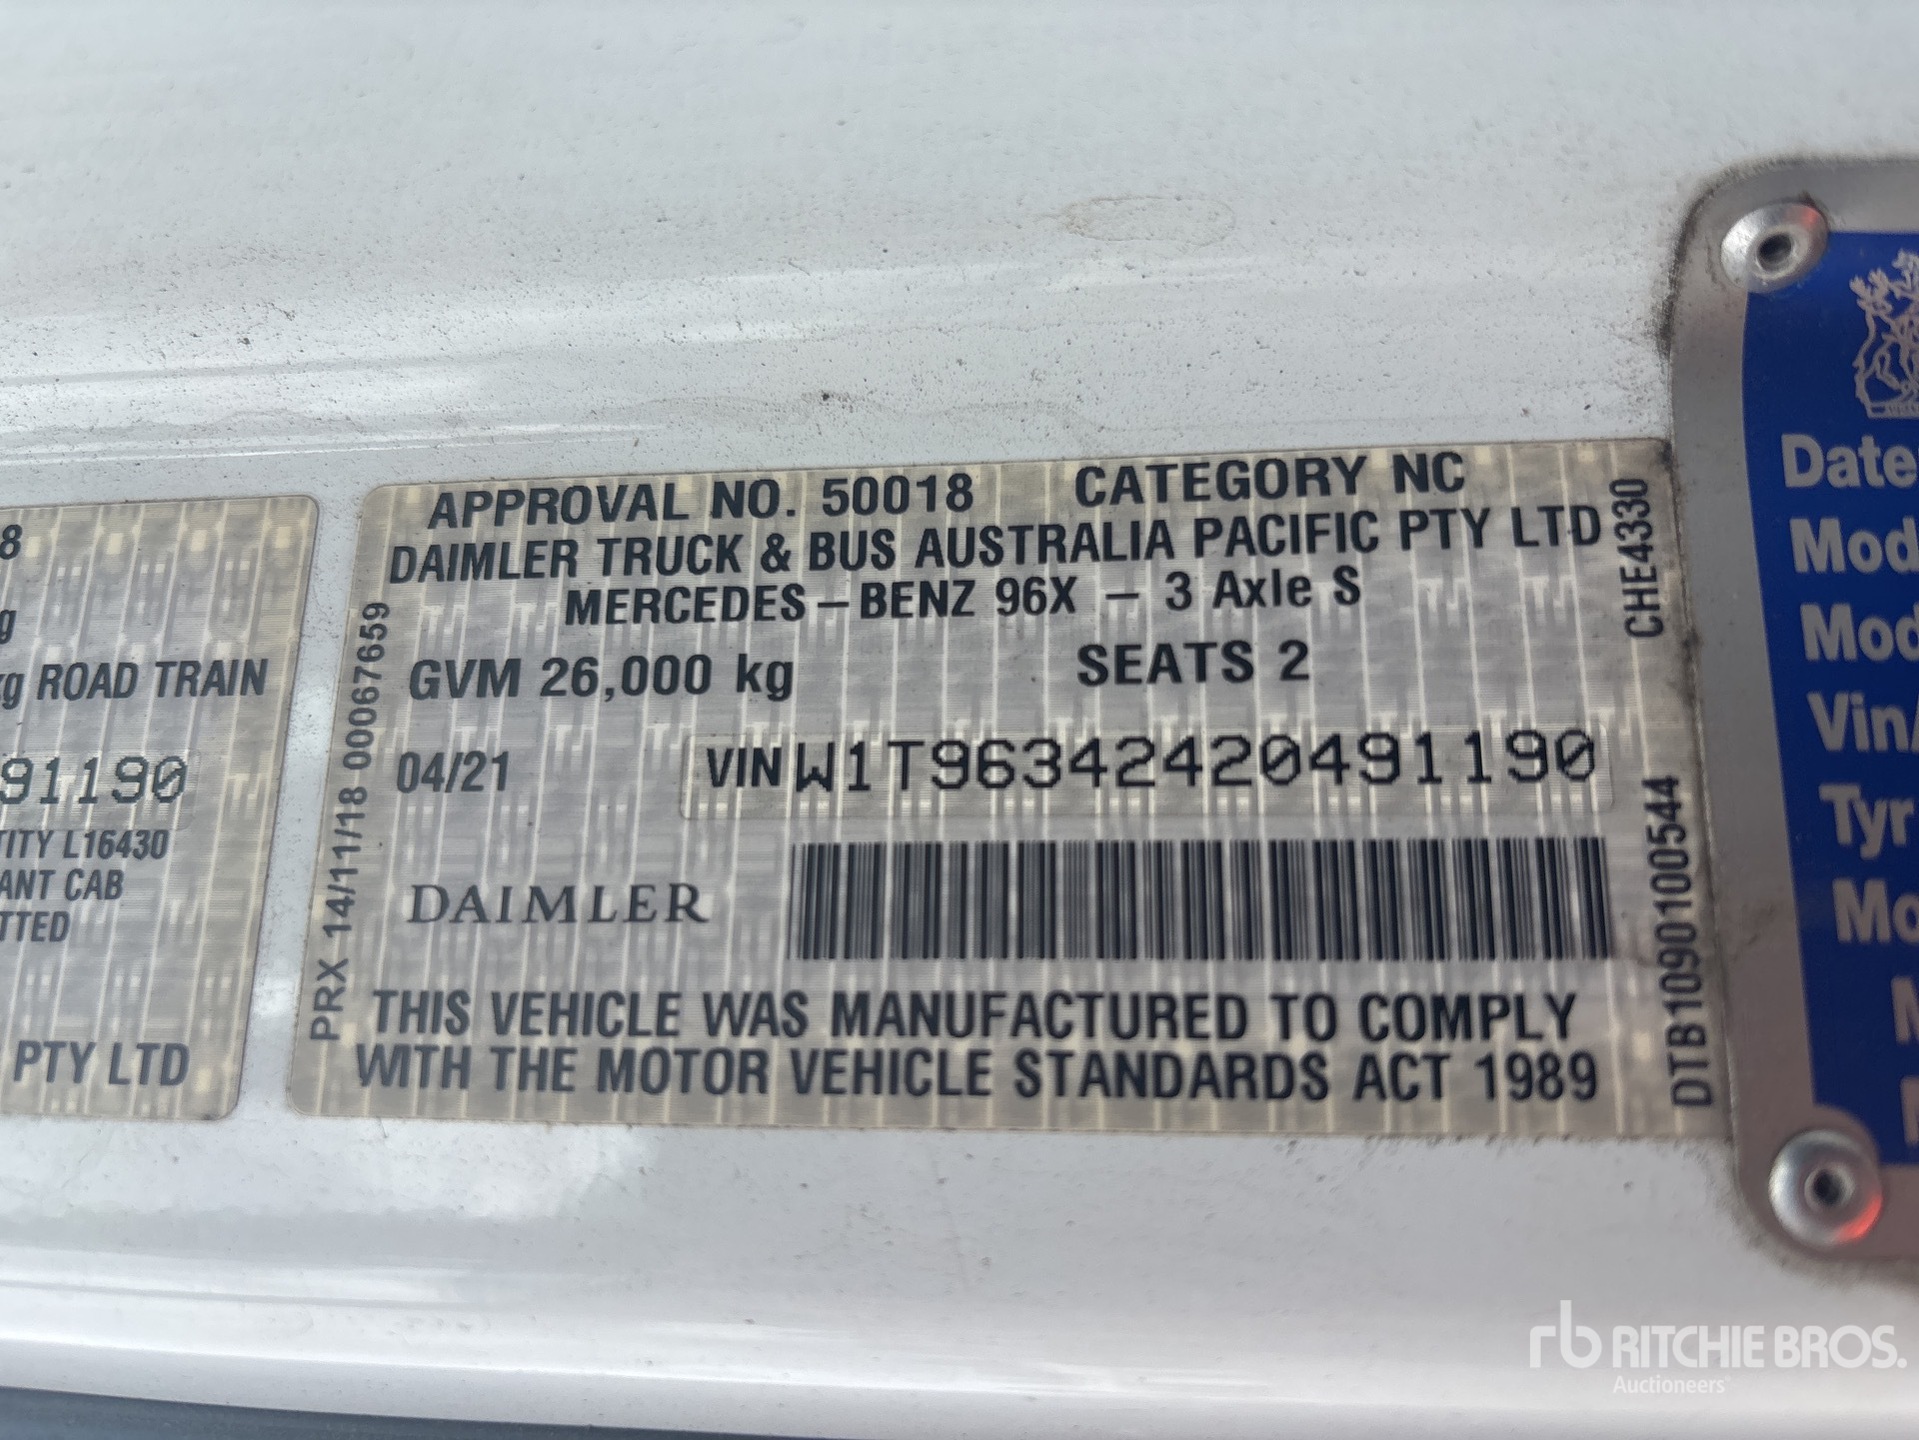 8
g
kg ROAD TRAIN
91190
TITY L16430
ANT CAB
TTED
PTY LTD
PRX 14/11/18 00067659
APPROVAL NO. 50018 CATEGORY NC
DAIMLER TRUCK & BUS AUSTRALIA PACIFIC PTY LTD
MERCEDES – BENZ 96X – 3 Axle S
GVM 26,000 kg SEATS 2
04/21 VIN W1T96342420491190
DAIMLER
THIS VEHICLE WAS MANUFACTURED TO COMPLY
WITH THE MOTOR VEHICLE STANDARDS ACT 1989
CHE4330
DTB1090100544
Date
Mod
Mod
Vin/
Tyr
Mo
M
rb RITCHIE BROS.
Auctioneers